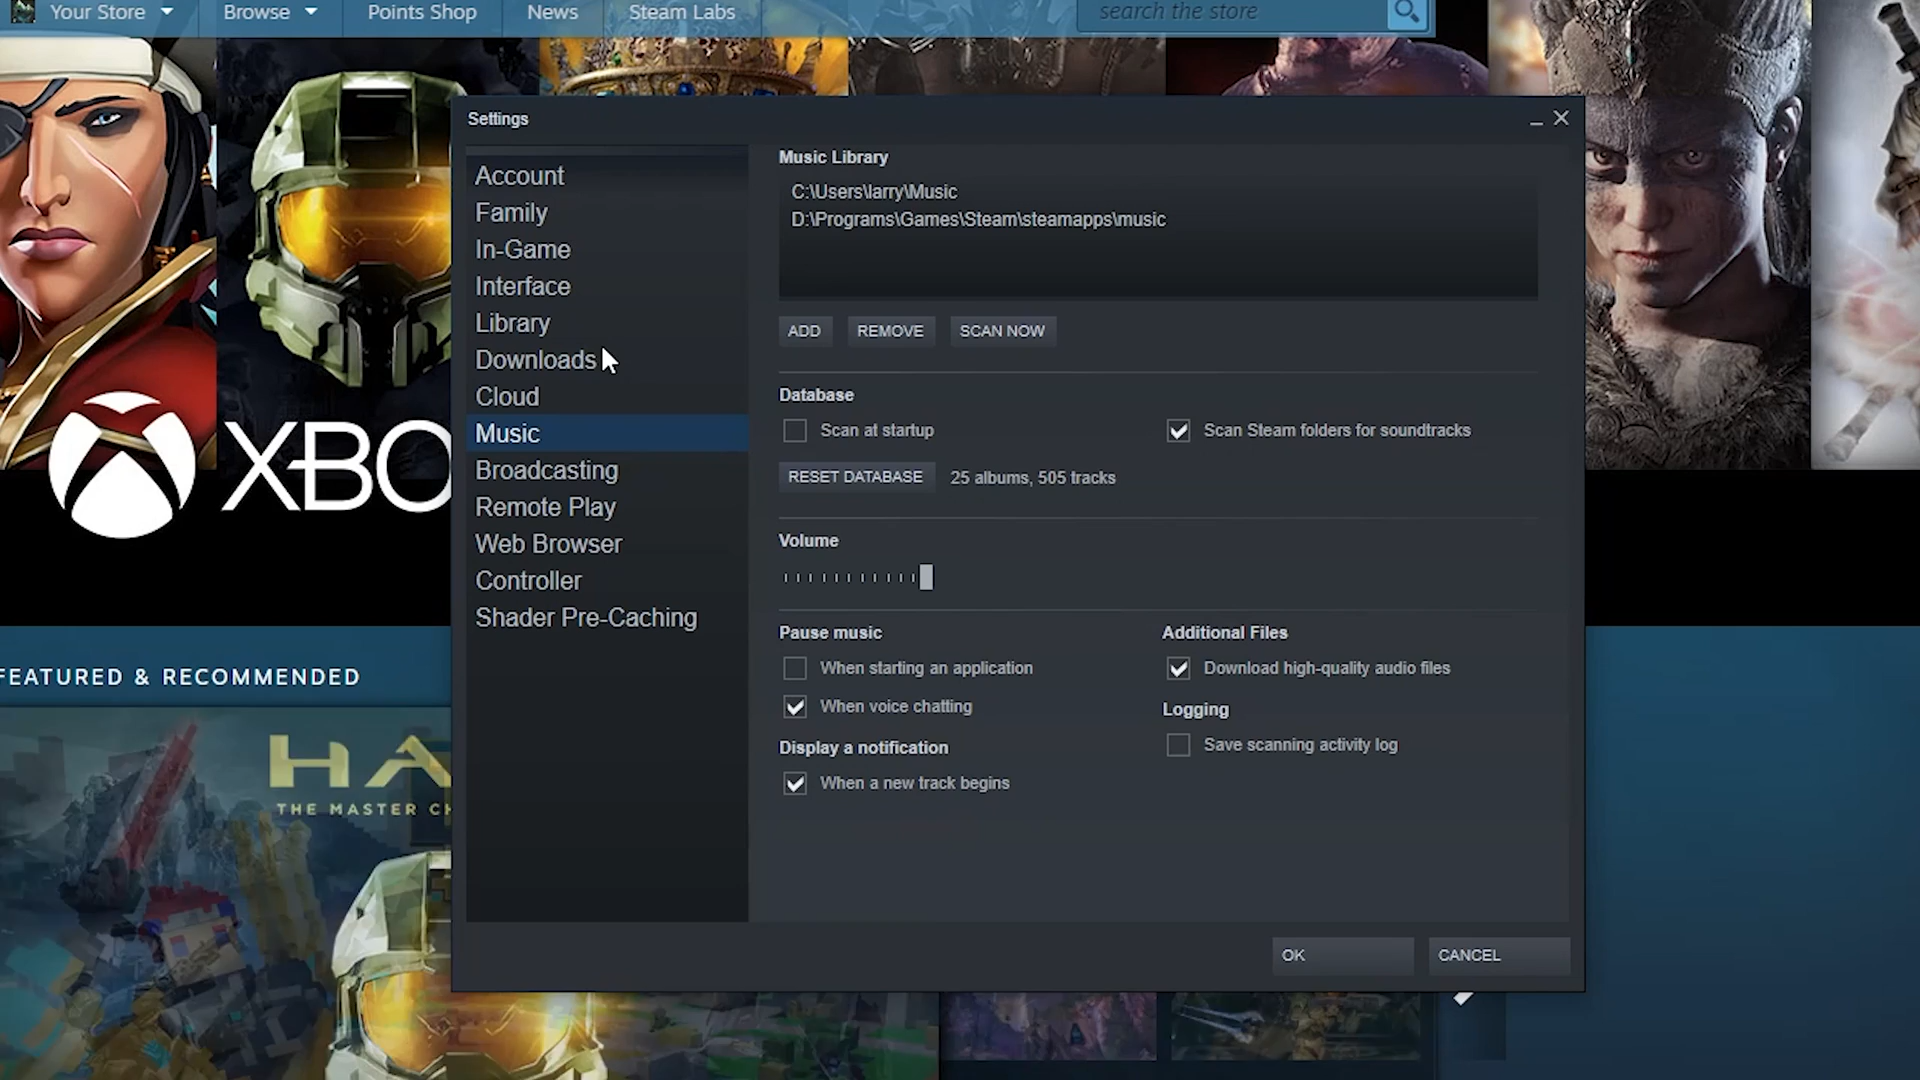 Your Store
Browse
Points Shop
News
Steam Labs
search the store
Settings
Account
Family
In-Game
Interface
Library
Downloads
Cloud
Music
Broadcasting
Remote Play
Web Browser
Controller
Shader Pre-Caching
Music Library
C:\Users\larry\Music
D:\Programs\Games\Steam\steamapps\music
ADD
REMOVE
SCAN NOW
Database
Scan at startup
Scan Steam folders for soundtracks
RESET DATABASE
25 albums, 505 tracks
Volume
Pause music
Additional Files
When starting an application
Download high-quality audio files
When voice chatting
Logging
Display a notification
Save scanning activity log
When a new track begins
OK
CANCEL
XBO
FEATURED & RECOMMENDED
HA
THE MASTER CH